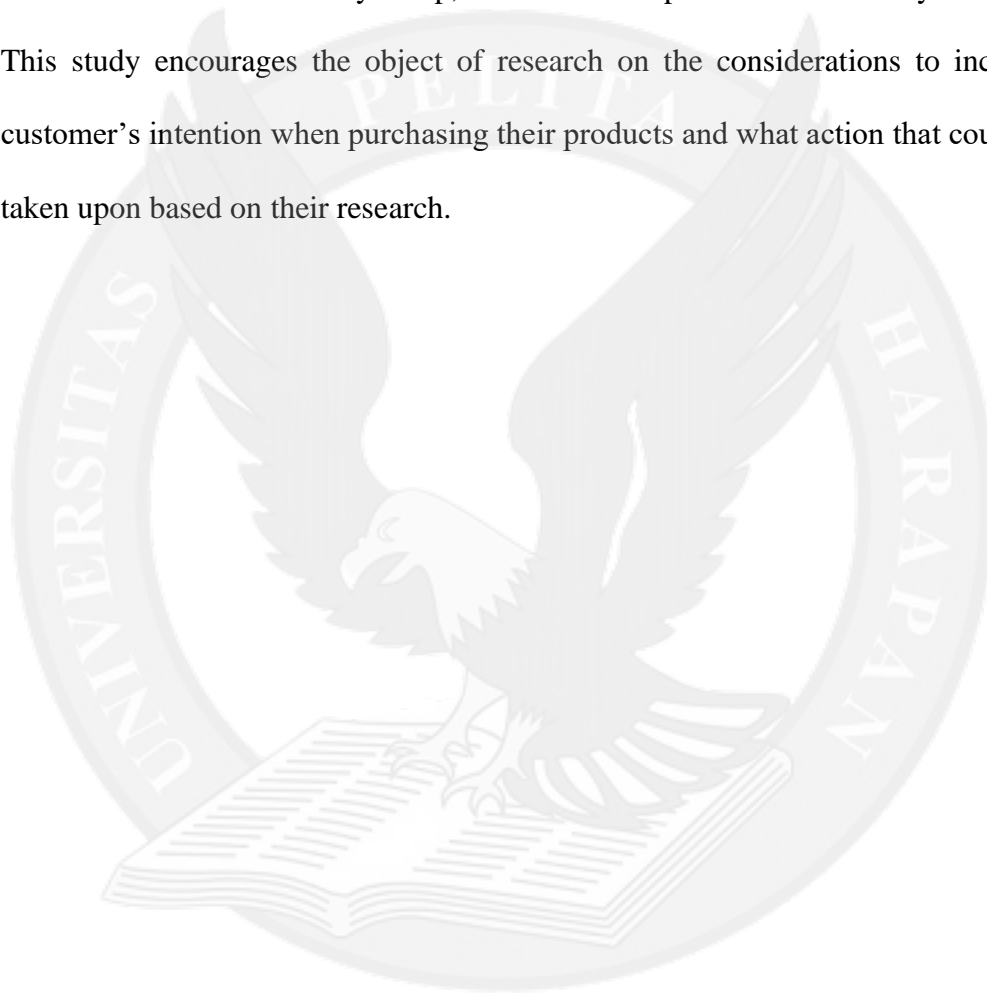 This study encourages the object of research on the considerations to inc
customer's intention when purchasing their products and what action that cou
taken upon based on their research.
UNIVERSITAS PELITA HARAPAN